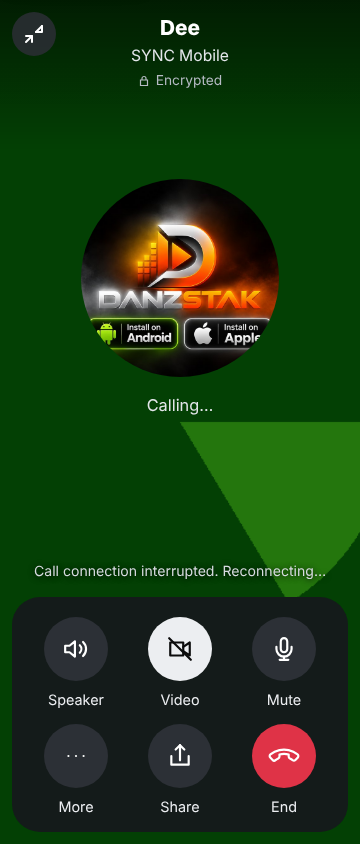 Dee
SYNC Mobile
Encrypted
DANZSTAK
Install on
Android
Install on
Apple
Calling...
Call connection interrupted. Reconnecting...
Speaker
Video
Mute
More
Share
End